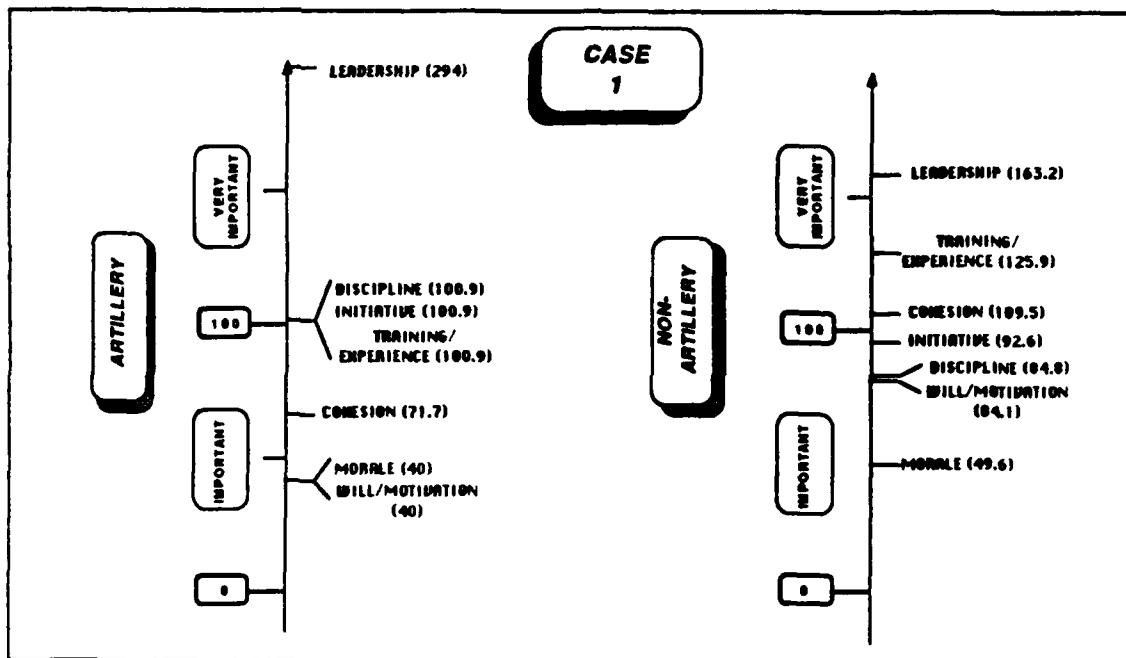 CASE
1
ARTILLERY
VERY
IMPORTANT
100
IMPORTANT
0
LEADERSHIP (294)
DISCIPLINE (100.9)
INITIATIVE (100.9)
TRAINING/
EXPERIENCE (100.9)
COHESION (71.7)
MORALE (40)
WILL/MOTIVATION
(40)
NON-
ARTILLERY
VERY
IMPORTANT
100
IMPORTANT
0
LEADERSHIP (163.2)
TRAINING/
EXPERIENCE (125.9)
COHESION (109.5)
INITIATIVE (92.6)
DISCIPLINE (84.8)
WILL/MOTIVATION
(84.1)
MORALE (49.6)